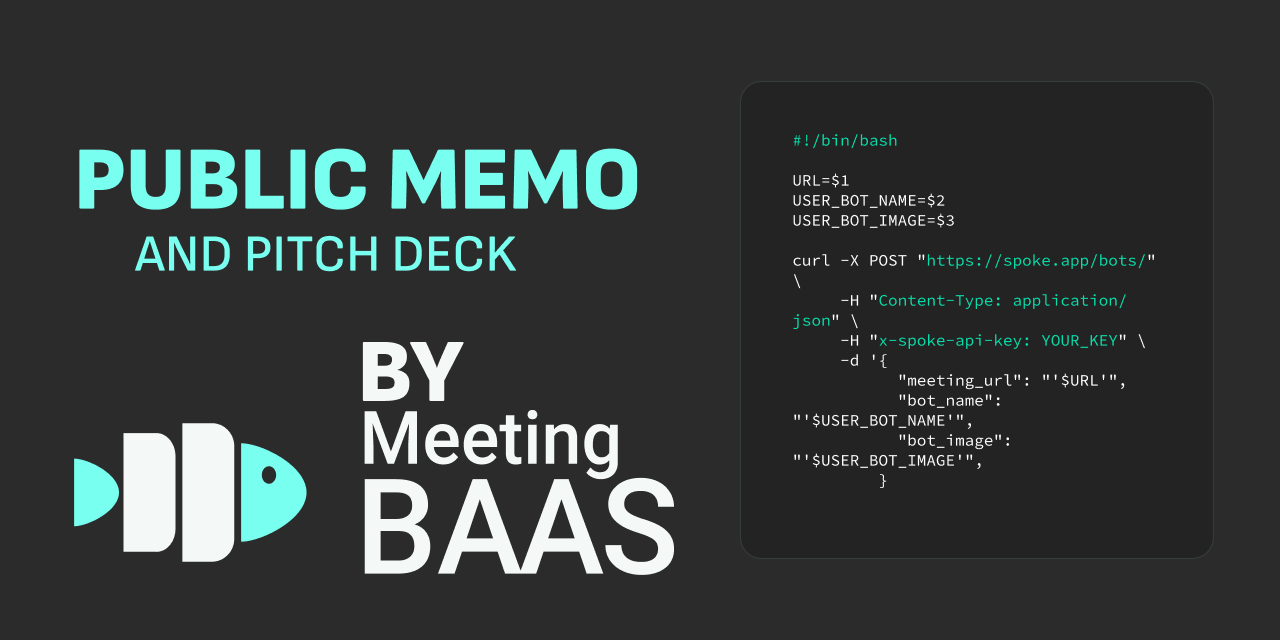 PUBLIC MEMO
AND PITCH DECK
BY
Meeting
BAAS
#!/bin/bash
URL=$1
USER_BOT_NAME=$2
USER_BOT_IMAGE=$3
curl -X POST "https://spoke.app/bots/"
\
-H "Content-Type: application/
json" \
-H "x-spoke-api-key: YOUR_KEY" \
-d '{
"meeting_url": "'$URL'",
"bot_name":
"'$USER_BOT_NAME'",
"bot_image":
"'$USER_BOT_IMAGE'",
}